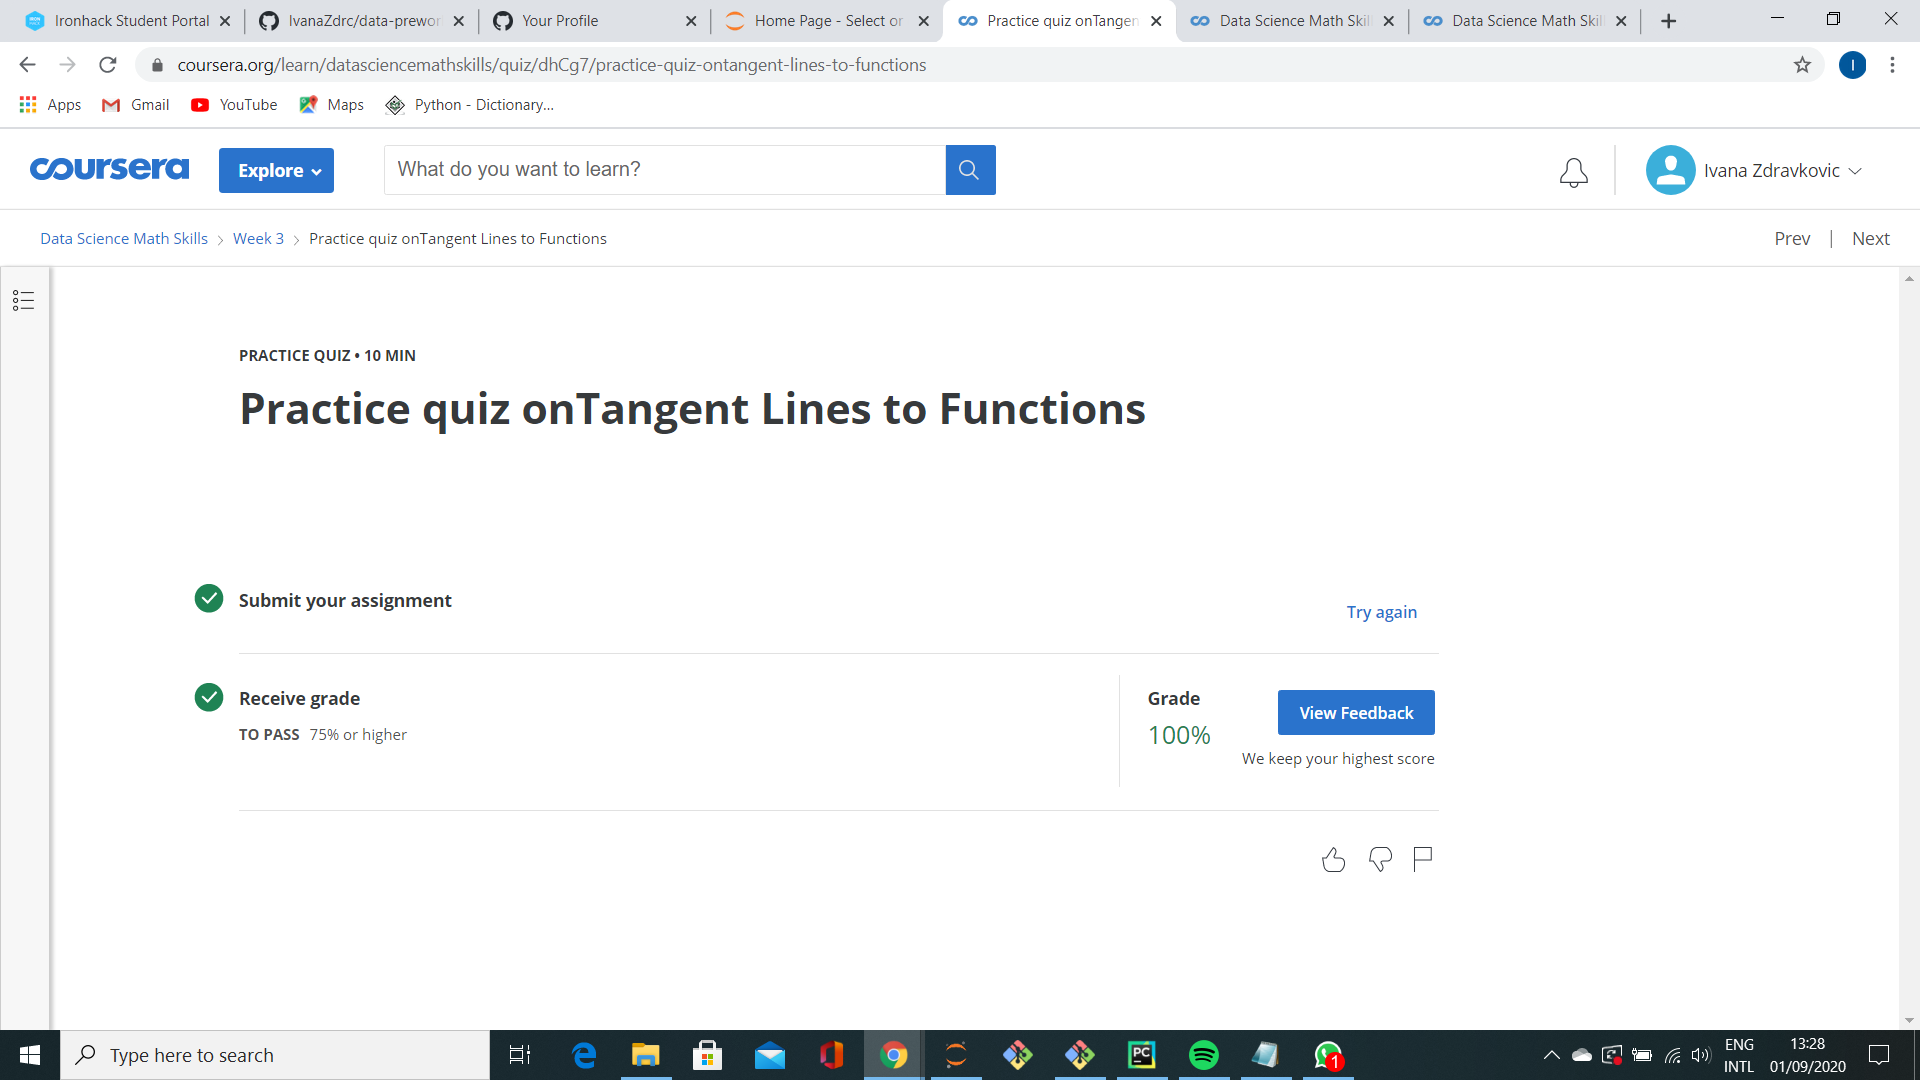 Ironhack Student Portal
IvanaZdrc/data-prewor
Your Profile
Home Page - Select or
Practice quiz onTangen
Data Science Math Skil
Data Science Math Skil
coursera.org/learn/datasciencemathskills/quiz/dhCg7/practice-quiz-ontangent-lines-to-functions
I
Apps
Gmail
YouTube
Maps
Python - Dictionary...
coursera
Explore
What do you want to learn?
Ivana Zdravkovic
Data Science Math Skills
Week 3
Practice quiz onTangent Lines to Functions
Prev
Next
PRACTICE QUIZ • 10 MIN
Practice quiz onTangent Lines to Functions
Submit your assignment
Try again
Receive grade
TO PASS 75% or higher
Grade
100%
View Feedback
We keep your highest score
Type here to search
PC
1
ENG
INTL
13:28
01/09/2020